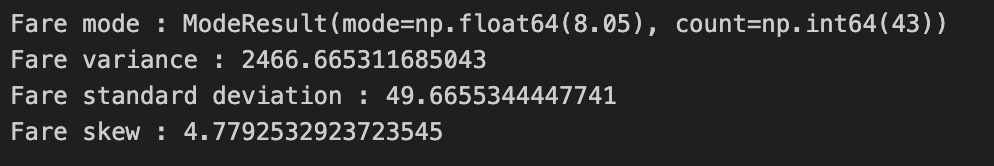 Fare mode : ModeResult(mode=np.float64(8.05), count=np.int64(43))
Fare variance : 2466.665311685043
Fare standard deviation : 49.6655344447741
Fare skew : 4.7792532923723545